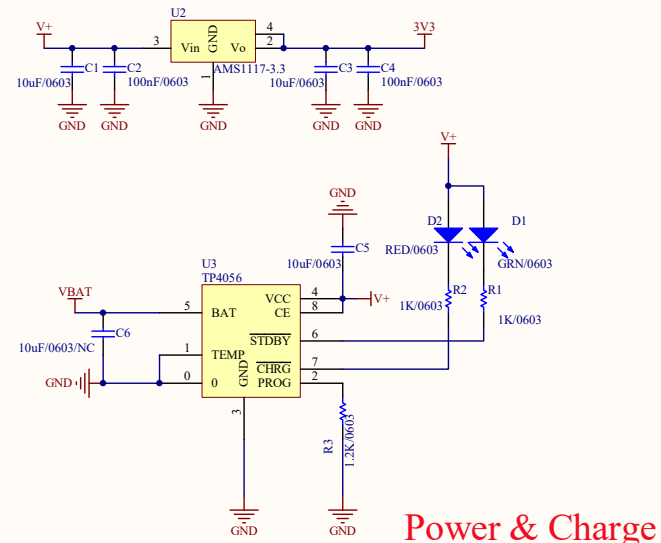 U2
V+
3V3
3
Vin
GND
Vo
4
2
1
AMS1117-3.3
C1
10uF/0603
C2
100nF/0603
C3
10uF/0603
C4
100nF/0603
GND
GND
GND
GND
GND
V+
GND
D2
D1
RED/0603
GRN/0603
C5
10uF/0603
U3
TP4056
VBAT
5
BAT
VCC
4
V+
CE
8
R2
R1
1K/0603
1K/0603
C6
10uF/0603/NC
STDBY
6
1
TEMP
CHRG
7
GND
0
0
GND
PROG
2
3
R3
1.2K/0603
GND
GND
Power & Charge